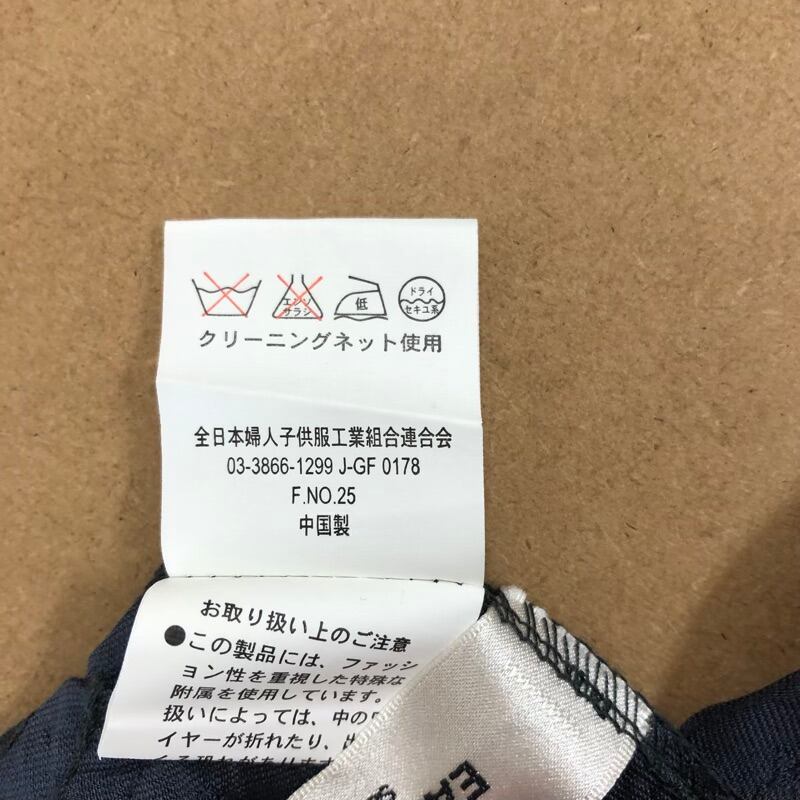 エンソ
サラシ
低
ドライ
セキユ系
クリーニングネット使用
全日本婦人子供服工業組合連合会
03-3866-1299 J-GF 0178
F.NO.25
中国製
お取り扱い上のご注意
●この製品には、ファッシ
ョン性を重視した特殊な
附属を使用しています。
扱いによっては、中のワ
イヤーが折れたり、